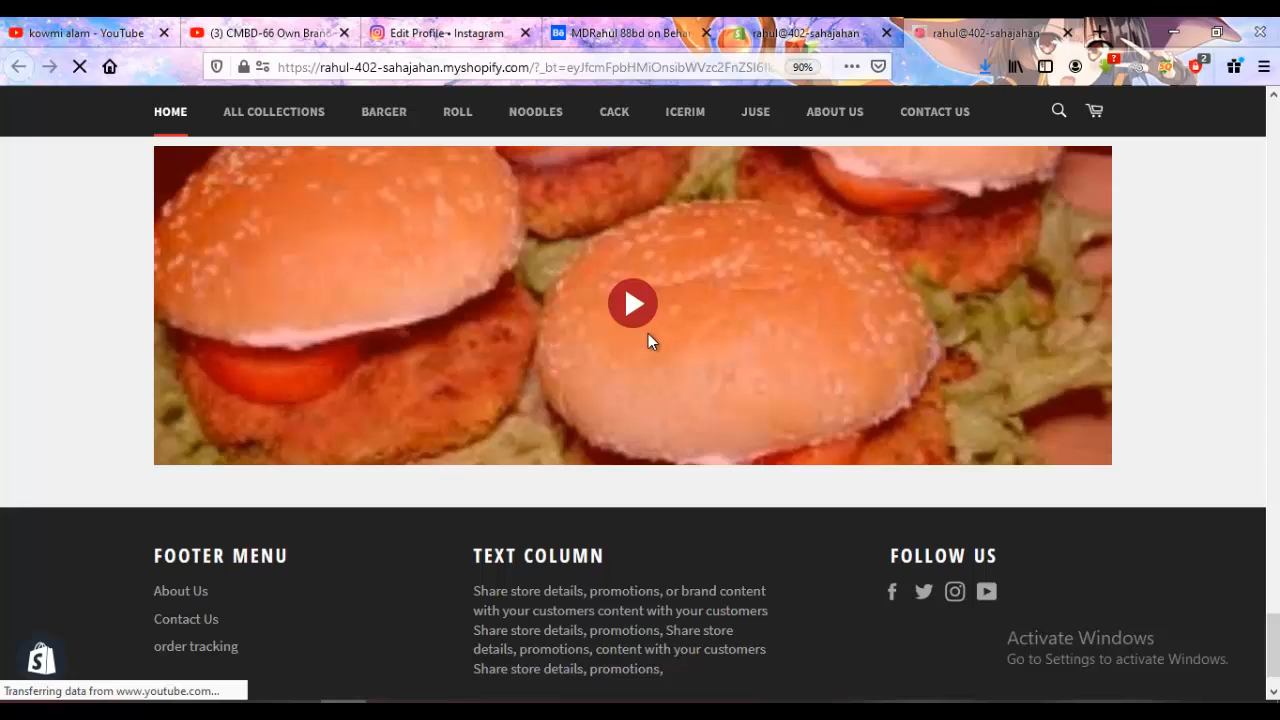 kowmi alam - YouTube
(3) CMBD-66 Own Bran
Edit Profile • Instagram
MDRahul 88bd on Beha
rahul@402-sahajahan
rahul@402-sahajahan
https://rahul-402-sahajahan.myshopify.com/?_bt=
90%
2
HOME
ALL COLLECTIONS
BARGER
ROLL
NOODLES
CACK
ICERIM
JUSE
ABOUT US
CONTACT US
FOOTER MENU
About Us
Contact Us
order tracking
TEXT COLUMN
Share store details, promotions, or brand content
with your customers content with your customers
Share store details, promotions, Share store
details, promotions, content with your customers
Share store details, promotions,
FOLLOW US
Activate Windows
Go to Settings to activate Windows.
Transferring data from www.youtube.com...